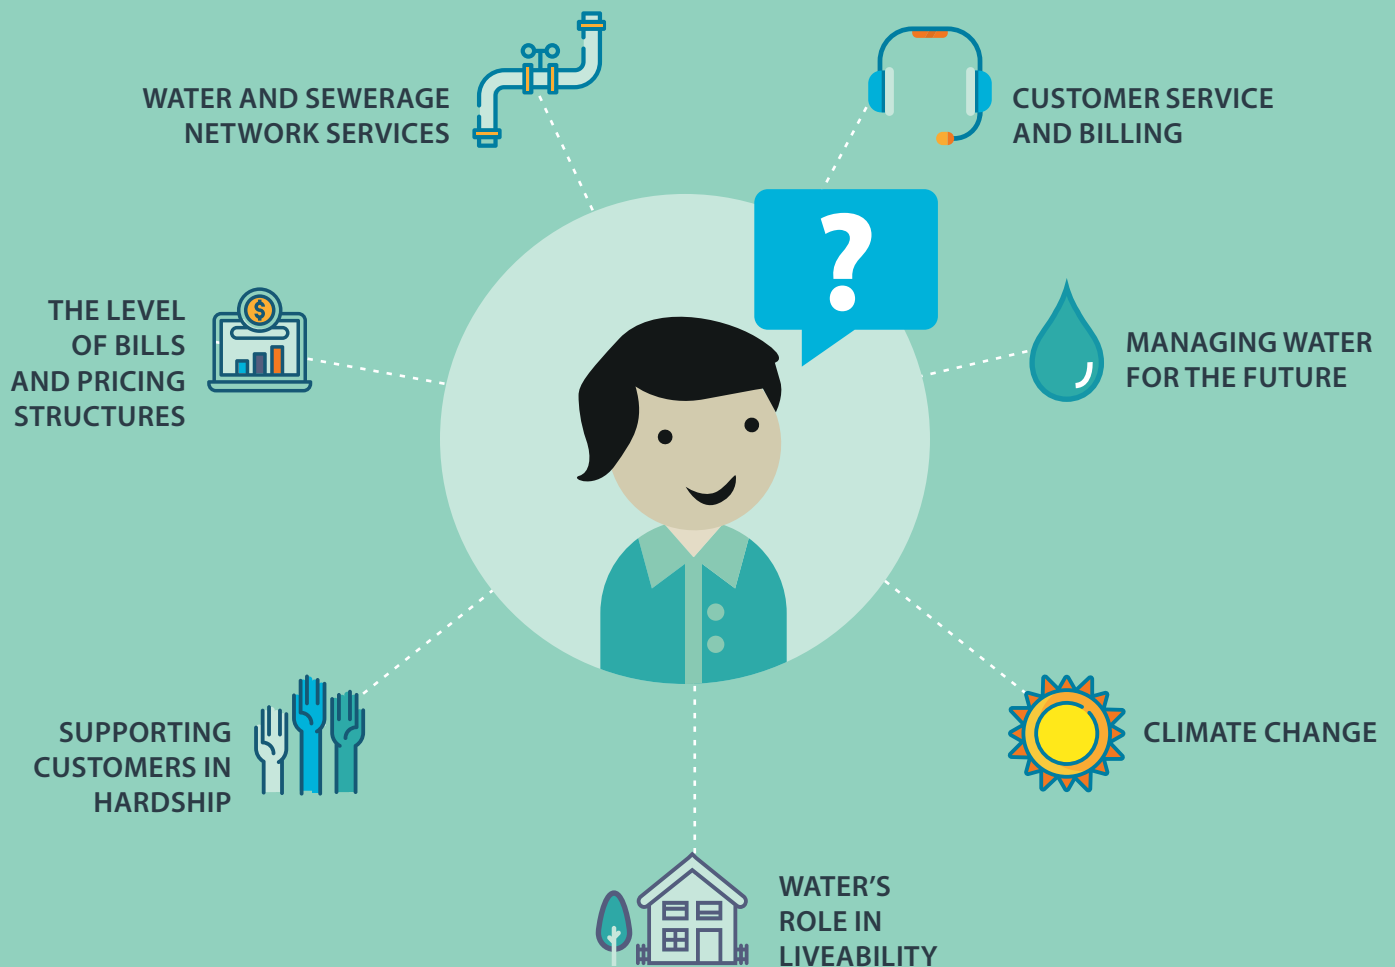 WATER AND SEWERAGE
NETWORK SERVICES
CUSTOMER SERVICE
AND BILLING
?
THE LEVEL
OF BILLS
AND PRICING
STRUCTURES
$
MANAGING WATER
FOR THE FUTURE
SUPPORTING
CUSTOMERS IN
HARDSHIP
CLIMATE CHANGE
WATER’S
ROLE IN
LIVEABILITY